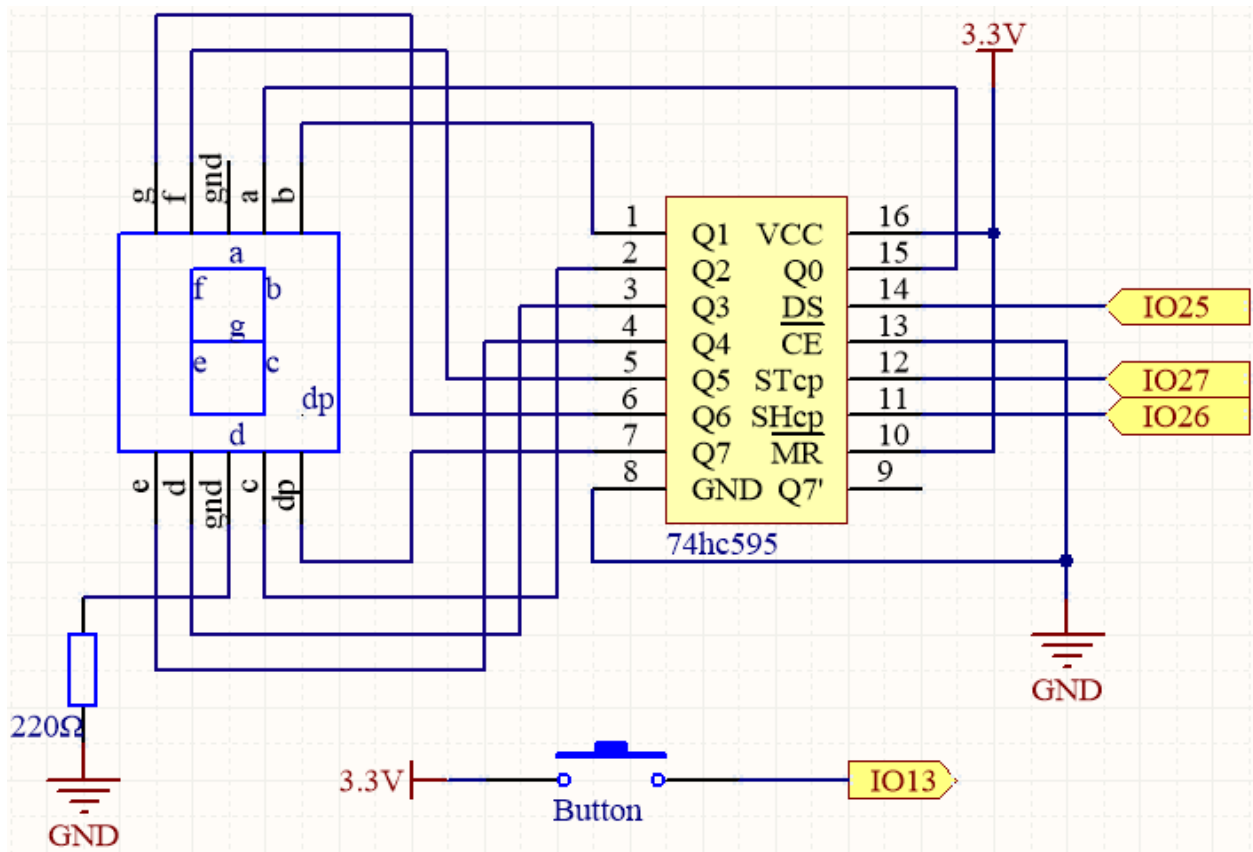 3.3V
g f gnd a b
a
f b
g
e c
dp
d
e d gnd c dp
1 Q1 VCC 16
2 Q2 Q0 15
3 Q3 DS 14 IO25
4 Q4 CE 13
5 Q5 STcp 12 IO27
6 Q6 SHcp 11 IO26
7 Q7 MR 10
8 GND Q7' 9
74hc595
GND
220Ω
GND
3.3V
Button
IO13